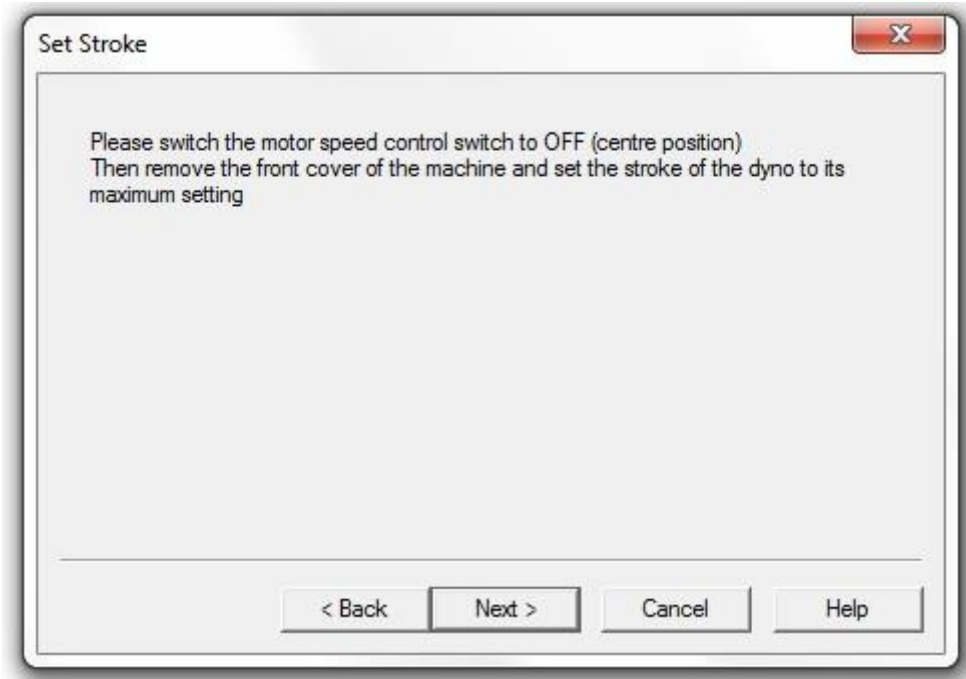 Set Stroke
Please switch the motor speed control switch to OFF (centre position)
Then remove the front cover of the machine and set the stroke of the dyno to its
maximum setting
< Back
Next >
Cancel
Help